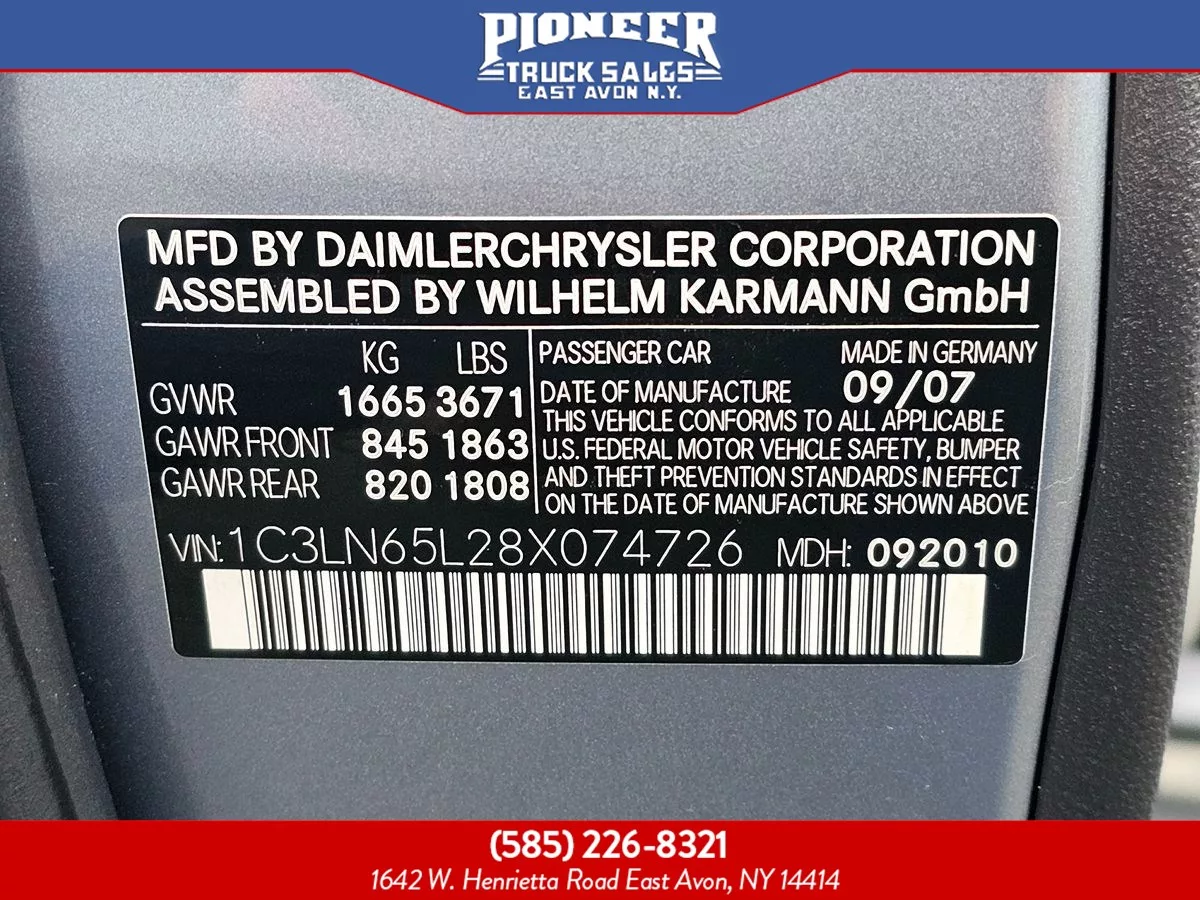 PIONEER
TRUCK SALES
EAST AVON N.Y.
MFD BY DAIMLERCHRYSLER CORPORATION
ASSEMBLED BY WILHELM KARMANN GmbH
KG LBS
GVWR 1665 3671
GAWR FRONT 845 1863
GAWR REAR 820 1808
PASSENGER CAR MADE IN GERMANY
DATE OF MANUFACTURE 09/07
THIS VEHICLE CONFORMS TO ALL APPLICABLE
U.S. FEDERAL MOTOR VEHICLE SAFETY, BUMPER
AND THEFT PREVENTION STANDARDS IN EFFECT
ON THE DATE OF MANUFACTURE SHOWN ABOVE
VIN: 1C3LN65L28X074726 MDH: 092010
(585) 226-8321
1642 W. Henrietta Road East Avon, NY 14414